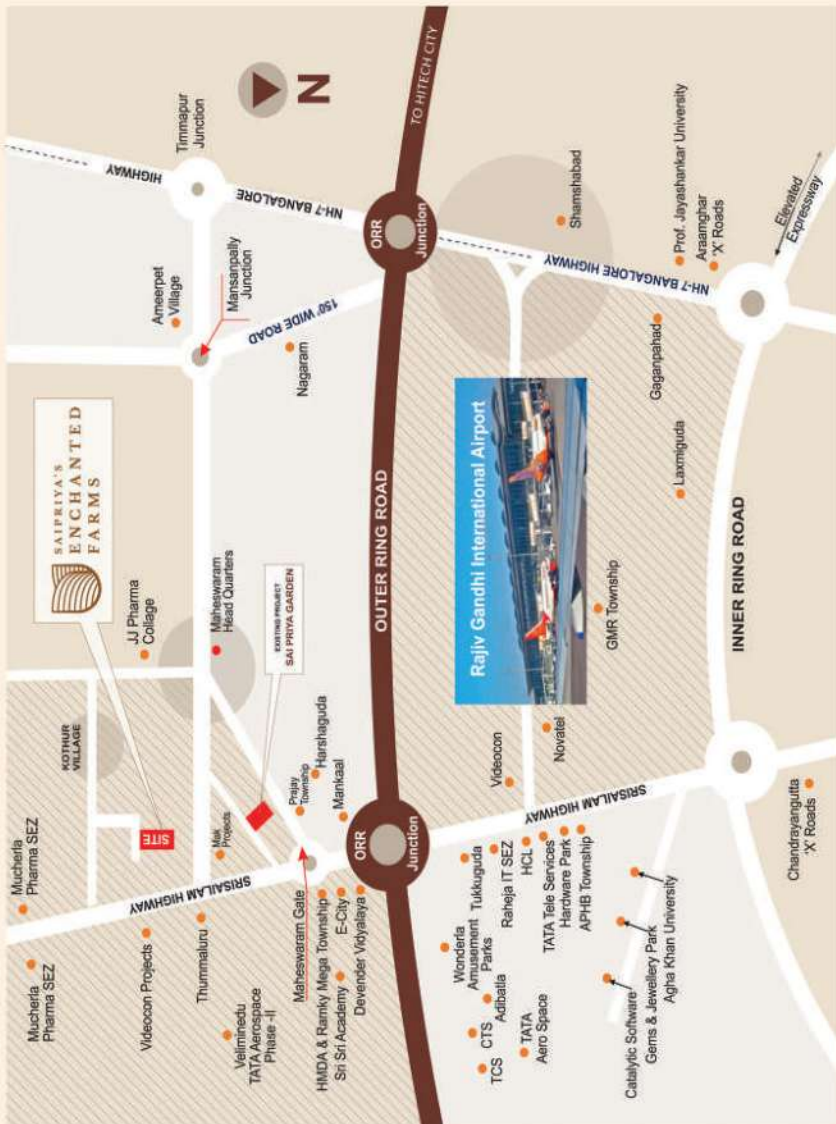 Mucherla
Pharma SEZ
Mucherla
Pharma SEZ
Videocon Projects
Thummaluru
Veliminedu
TATA Aerospace
Phase -II
SRISAILAM HIGHWAY
SITE
KOTHUR
VILLAGE
SAIPRIYA'S
ENCHANTED
FARMS
JJ Pharma
Collage
Maheswaram
Head Quarters
EXISTING PROJECT
SAI PRIYA GARDEN
Mak
Projects
Prajay
Township
Harshaguda
Mankaal
Maheswaram Gate
HMDA & Ramky Mega Township
Sri Sri Academy
E-City
Devender Vidyalaya
Ameerpet
Village
Mansanpally
Junction
150' WIDE ROAD
Nagaram
Timmapur
Junction
NH-7 BANGALORE
HIGHWAY
N
ORR
Junction
OUTER RING ROAD
ORR
Junction
TO HITECH CITY
Wonderla
Amusement
Parks
Tukkuguda
Raheja IT SEZ
HCL
TATA Tele Services
Hardware Park
APHB Township
TCS
CTS
Adibatla
TATA
Aero Space
Catalytic Software
Gems & Jewellery Park
Agha Khan University
Videocon
SRISAILAM HIGHWAY
Novatel
Rajiv Gandhi International Airport
GMR Township
Shamshabad
NH-7 BANGALORE HIGHWAY
Laxmiguda
Gaganpahad
Prof. Jayashankar University
Araamghar
'X' Roads
Elevated
Expressway
INNER RING ROAD
Chandrayangutta
'X' Roads